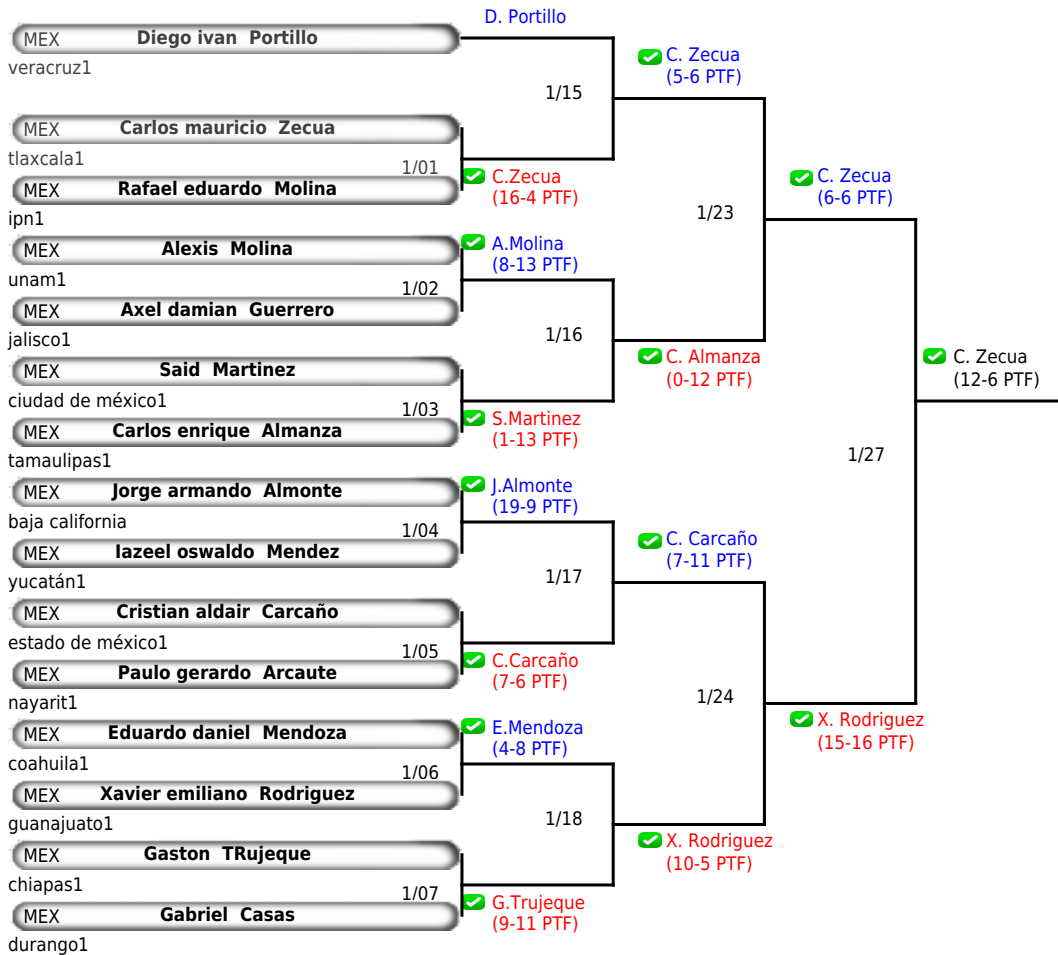 D. Portillo
MEX Diego ivan Portillo
veracruz1
C. Zecua
(5-6 PTF)
1/15
MEX Carlos mauricio Zecua
tlaxcala1
1/01
C.Zecua
(16-4 PTF)
MEX Rafael eduardo Molina
ipn1
C. Zecua
(6-6 PTF)
1/23
MEX Alexis Molina
unam1
A.Molina
(8-13 PTF)
1/02
MEX Axel damian Guerrero
jalisco1
1/16
MEX Said Martinez
ciudad de méxico1
C. Almanza
(0-12 PTF)
C. Zecua
(12-6 PTF)
1/03
S.Martinez
(1-13 PTF)
MEX Carlos enrique Almanza
tamaulipas1
1/27
MEX Jorge armando Almonte
baja california
J.Almonte
(19-9 PTF)
1/04
C. Carcaño
(7-11 PTF)
MEX Iazeel oswaldo Mendez
yucatán1
1/17
MEX Cristian aldair Carcaño
estado de méxico1
1/05
C.Carcaño
(7-6 PTF)
MEX Paulo gerardo Arcaute
nayarit1
1/24
X. Rodriguez
(15-16 PTF)
MEX Eduardo daniel Mendoza
coahuila1
E.Mendoza
(4-8 PTF)
1/06
MEX Xavier emiliano Rodriguez
guanajuato1
1/18
X. Rodriguez
(10-5 PTF)
MEX Gaston TRujeque
chiapas1
1/07
G.Trujeque
(9-11 PTF)
MEX Gabriel Casas
durango1